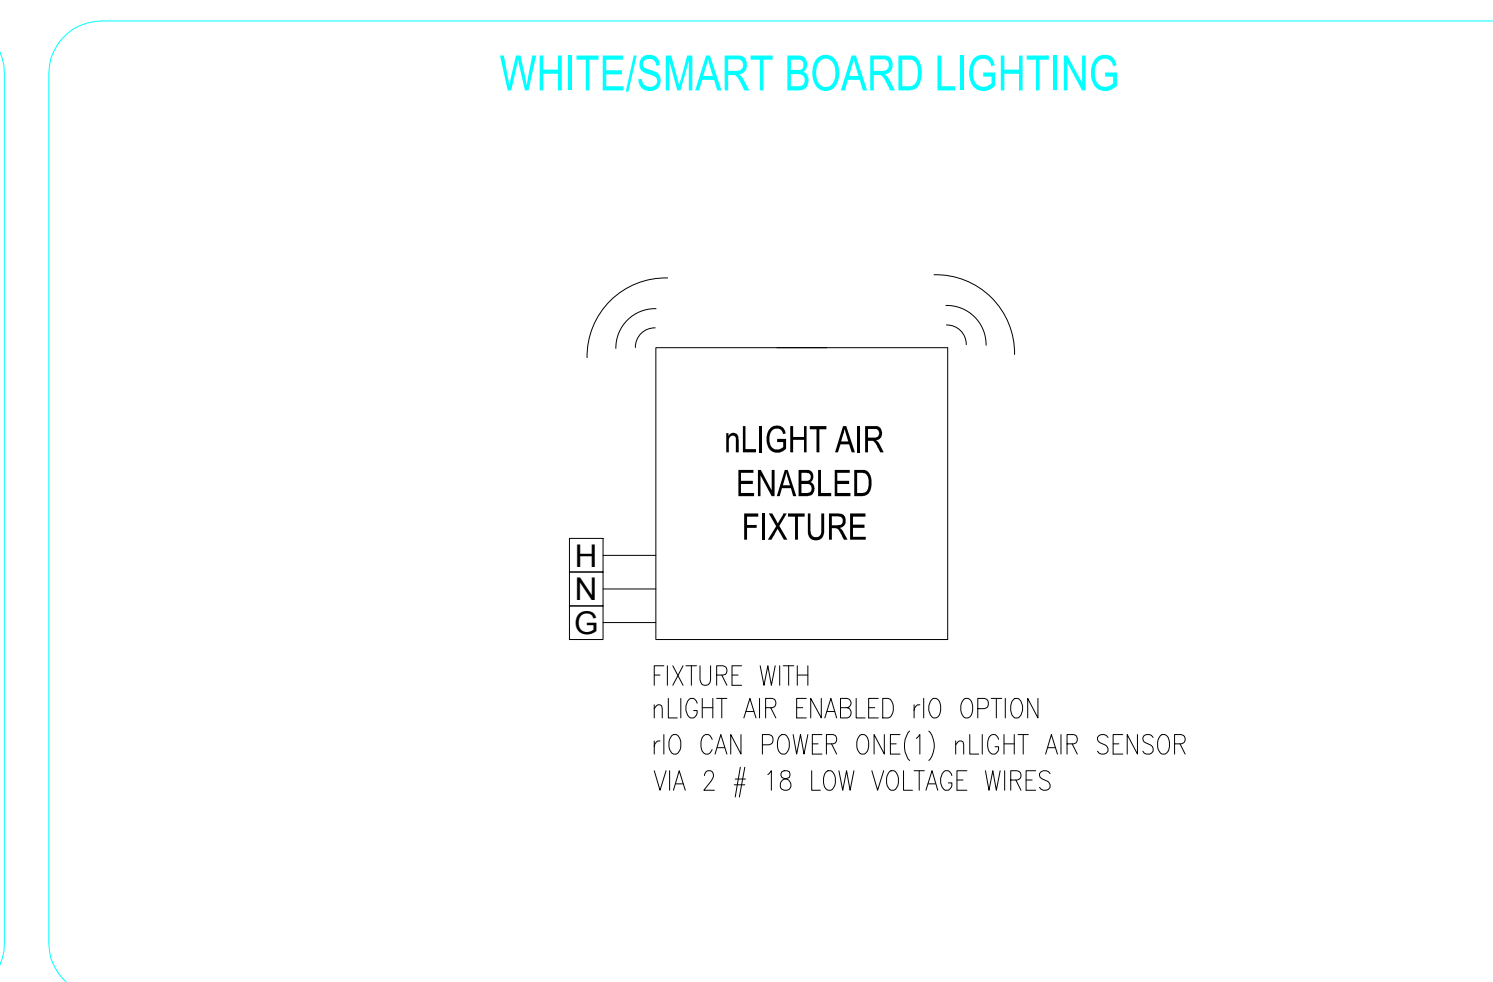 WHITE/SMART BOARD LIGHTING
nLIGHT AIR
ENABLED
FIXTURE
H
N
G
FIXTURE WITH
nLIGHT AIR ENABLED rIO OPTION
rIO CAN POWER ONE(1) nLIGHT AIR SENSOR
VIA 2 # 18 LOW VOLTAGE WIRES